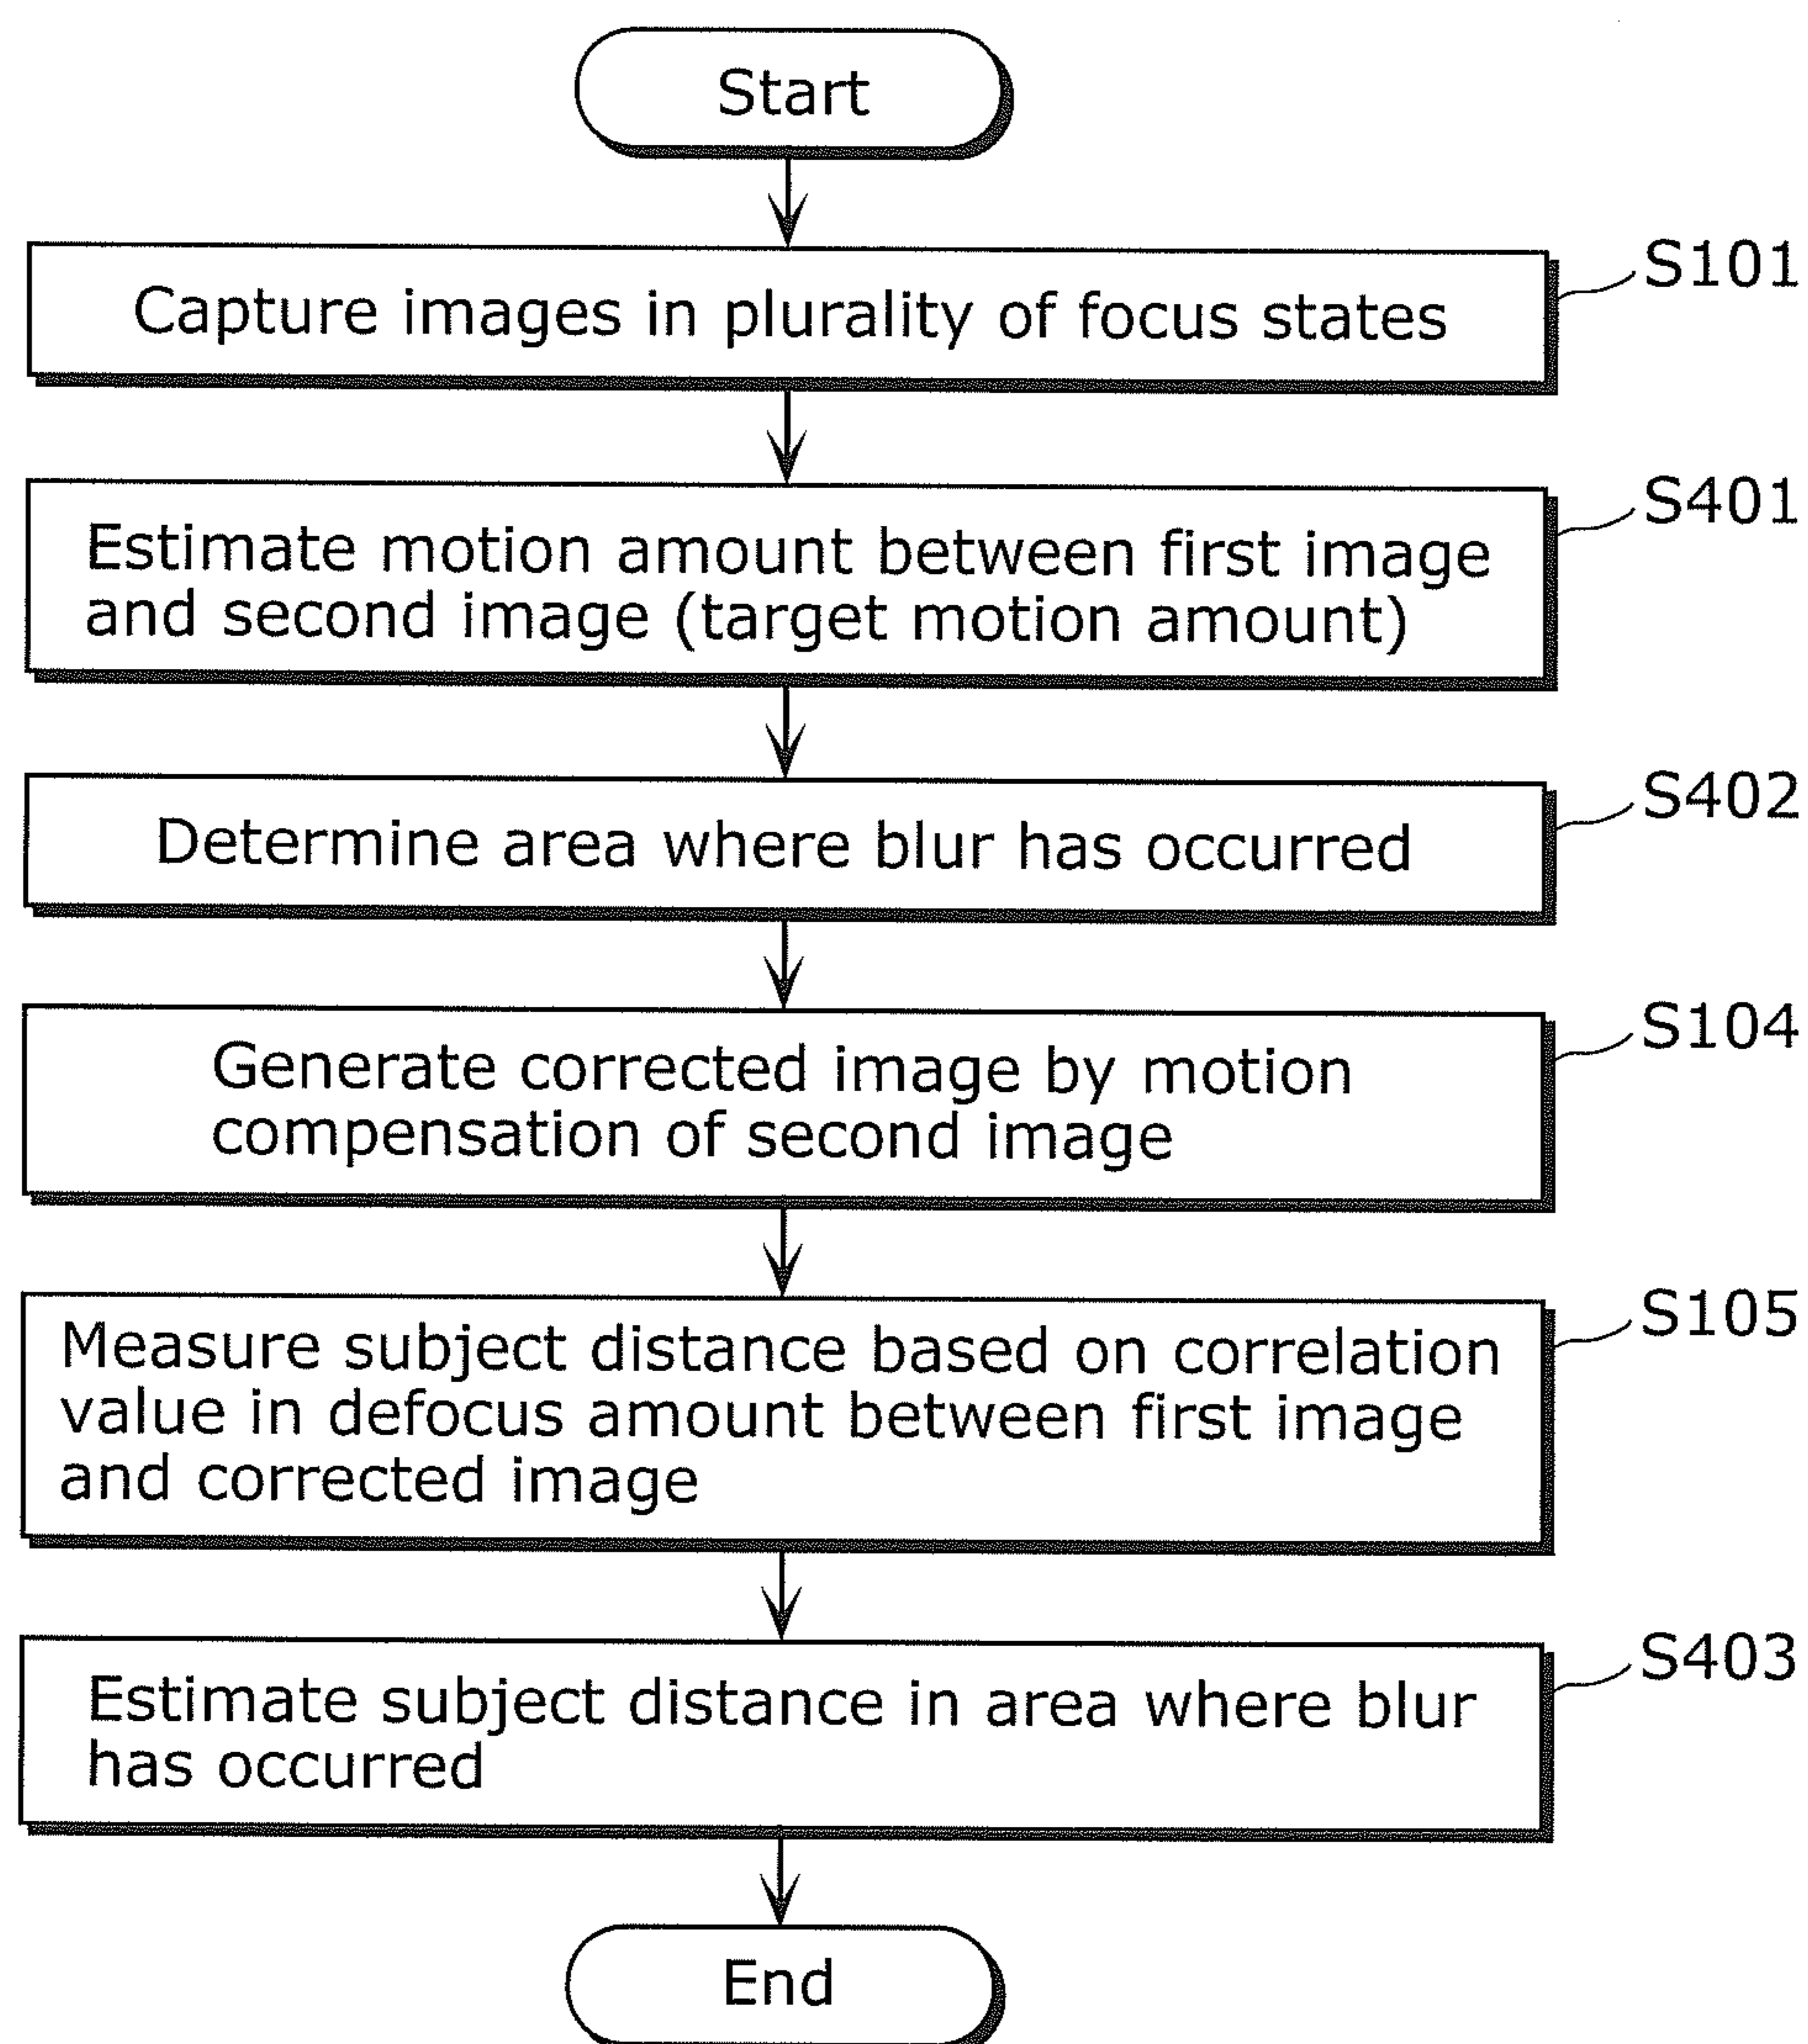 Start
S101
Capture images in plurality of focus states
S401
Estimate motion amount between first image
and second image (target motion amount)
S402
Determine area where blur has occurred
S104
Generate corrected image by motion
compensation of second image
S105
Measure subject distance based on correlation
value in defocus amount between first image
and corrected image
S403
Estimate subject distance in area where blur
has occurred
End